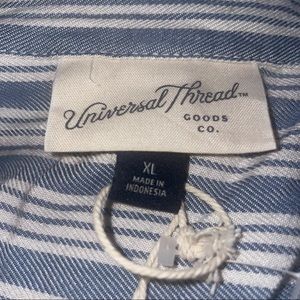 Universal Thread™
GOODS
CO.
XL
MADE IN
INDONESIA